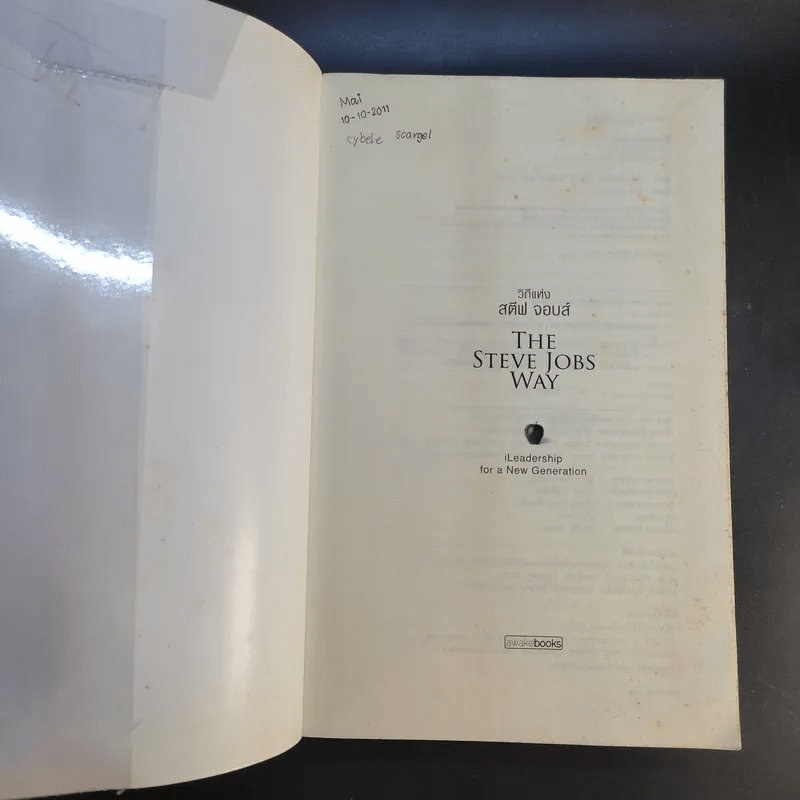 Mai
10-10-2011
cybele soargel
วิถีแห่ง
สตีฟ จอบส์
THE
STEVE JOBS
WAY
iLeadership
for a New Generation
awakebooks